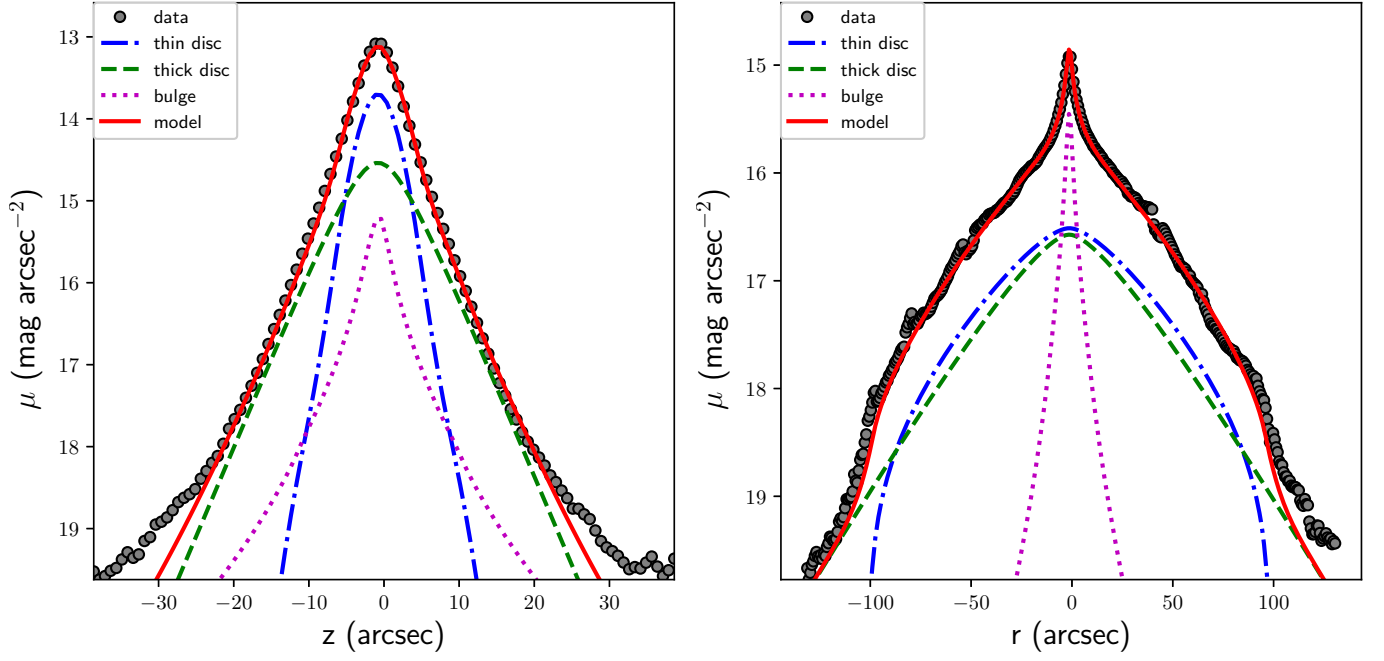 data
thin disc
thick disc
bulge
model
13
14
15
16
17
18
19
μ (mag arcsec⁻²)
−30 −20 −10 0 10 20 30
z (arcsec)
data
thin disc
thick disc
bulge
model
15
16
17
18
19
μ (mag arcsec⁻²)
−100 −50 0 50 100
r (arcsec)